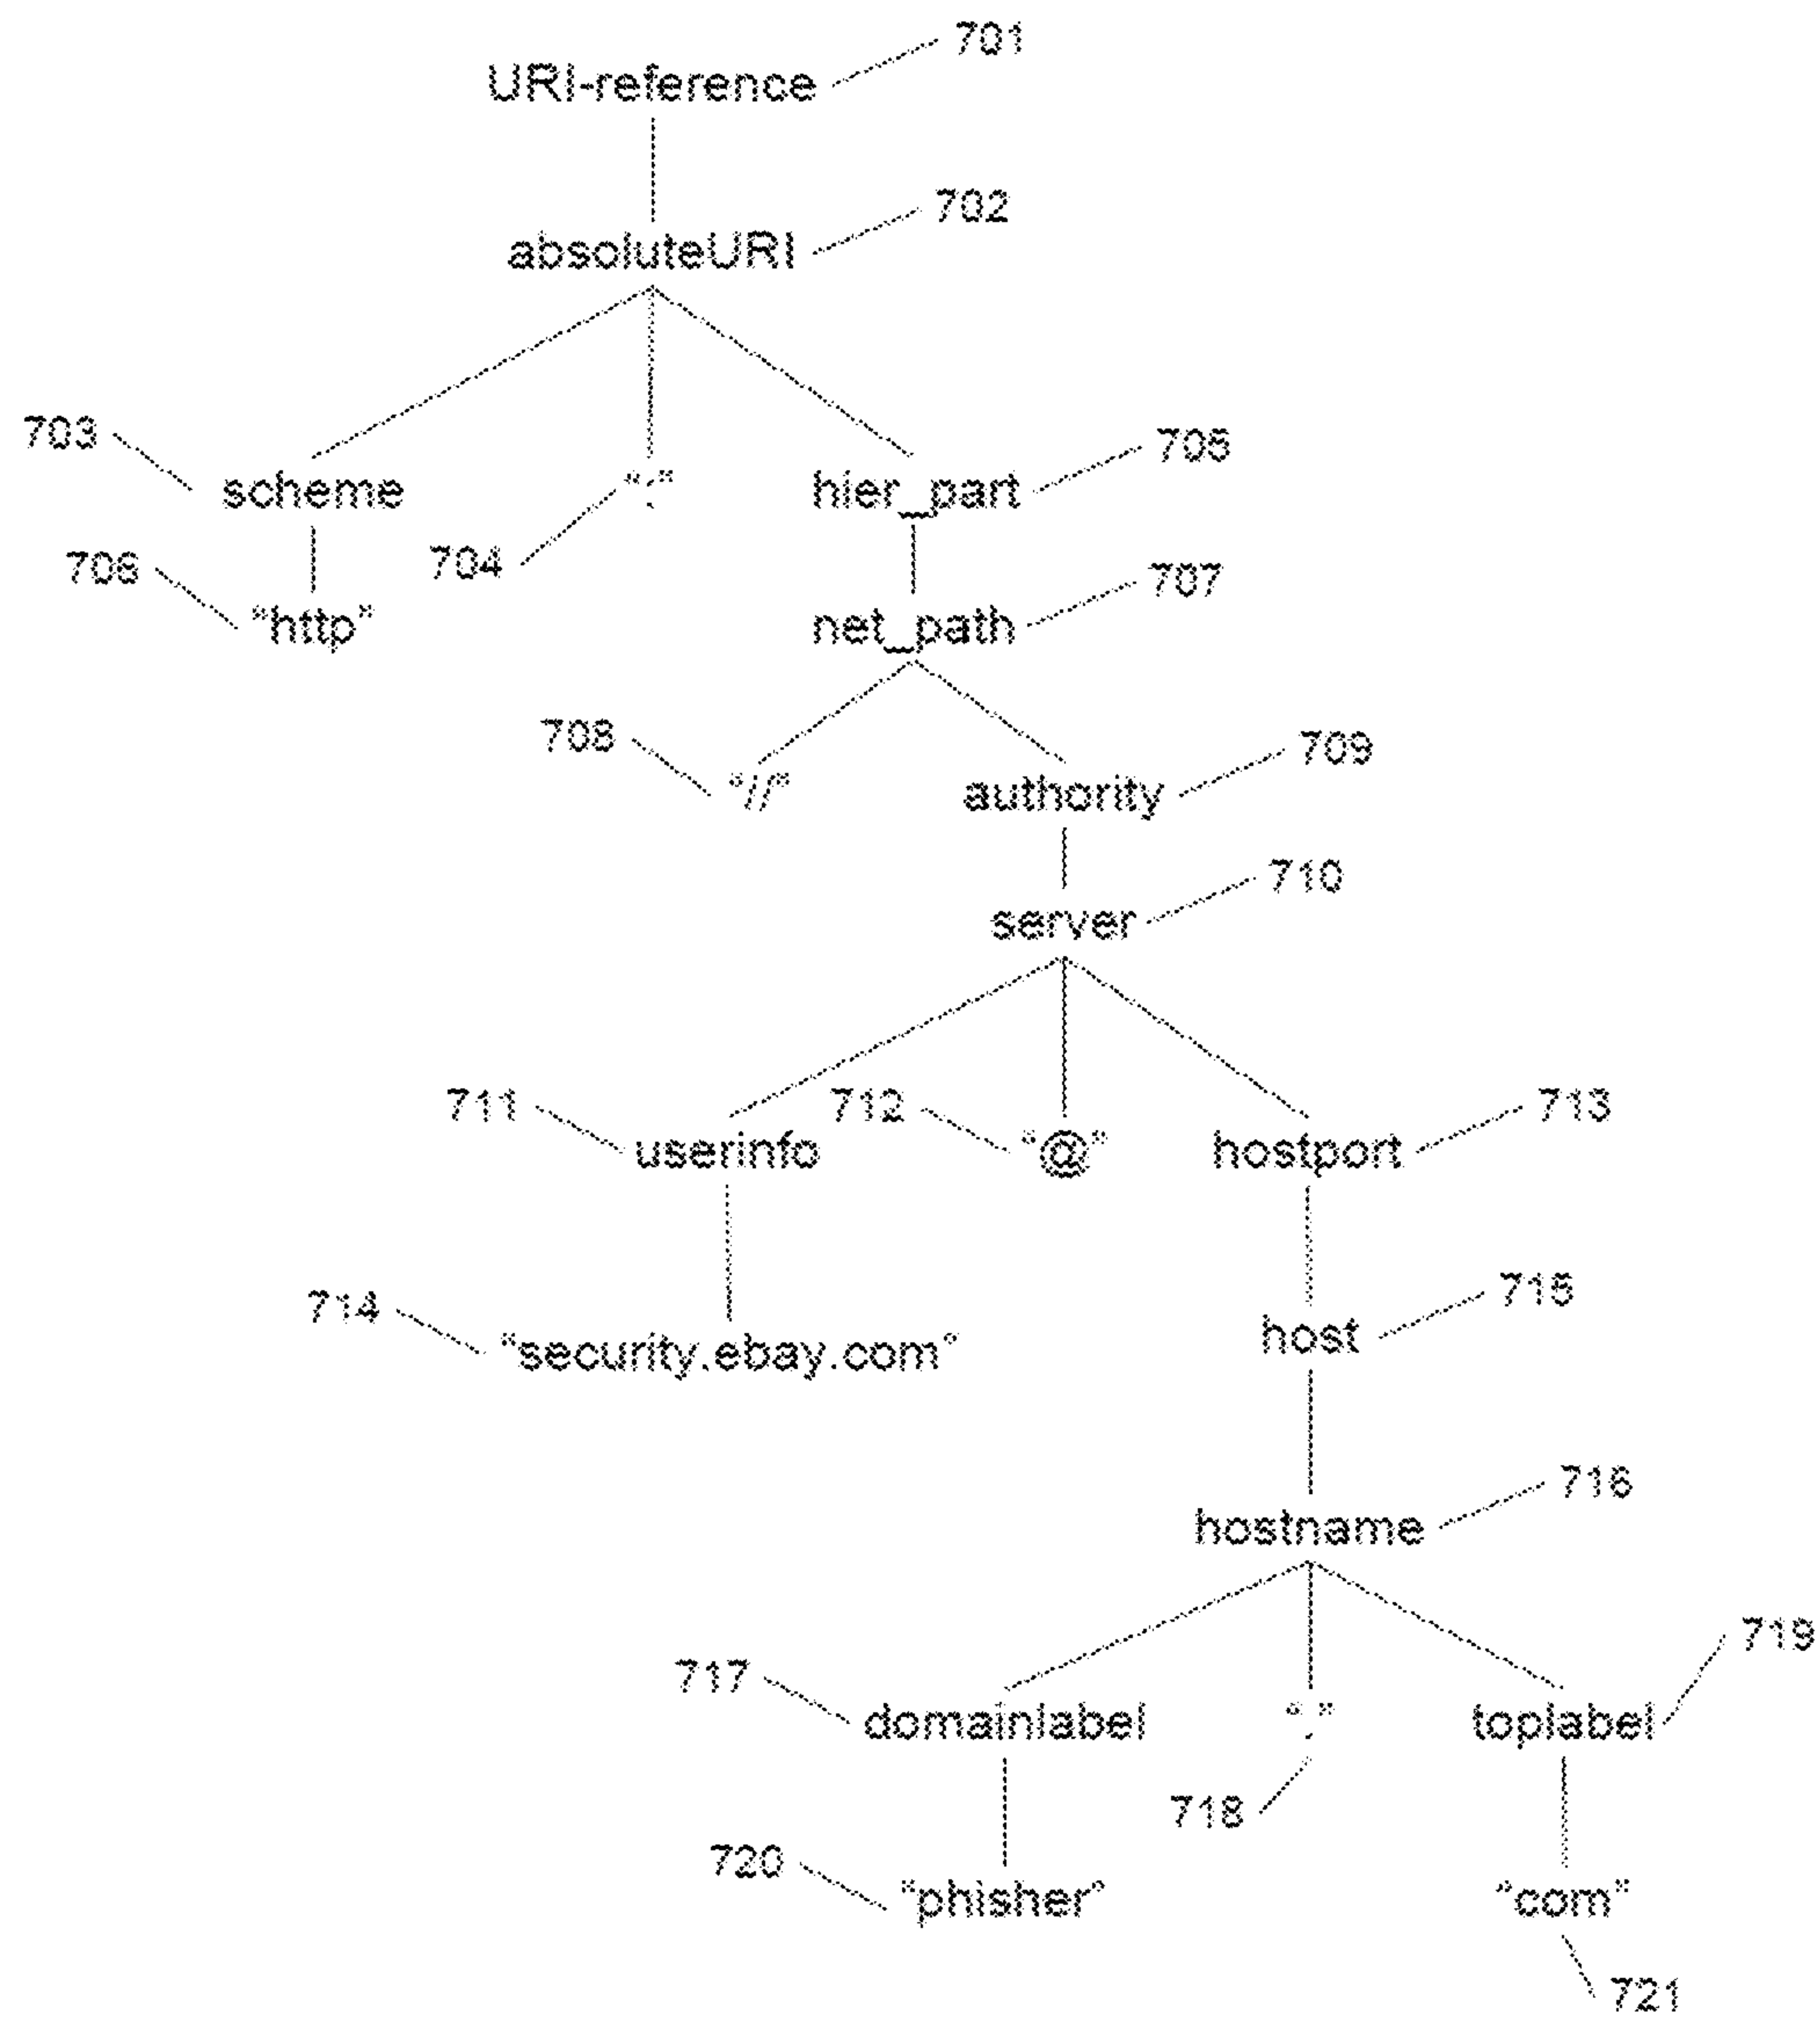 701
URI-reference
702
absoluteURI
703
705
scheme
":"
hier_part
706
704
707
"http"
net_path
708
709
"//"
authority
710
server
711
712
713
userinfo
"@"
hostport
714
715
"security.ebay.com"
host
716
hostname
717
719
domainlabel
"."
toplabel
718
720
"phisher"
"com"
721